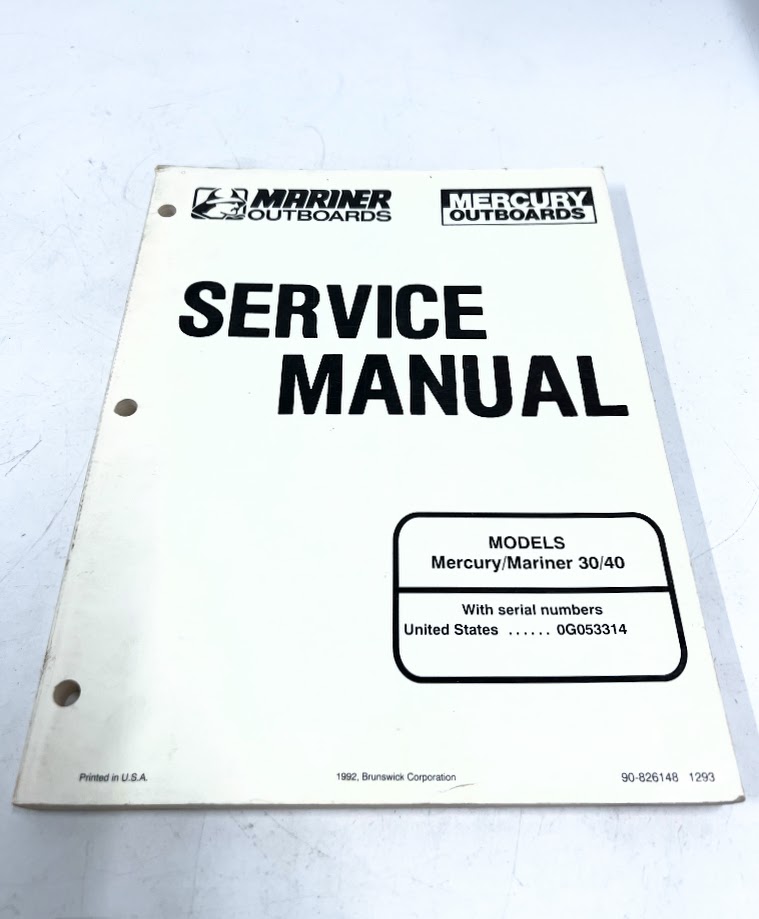 MARINER
OUTBOARDS
MERCURY
OUTBOARDS
SERVICE
MANUAL
MODELS
Mercury/Mariner 30/40
With serial numbers
United States ...... 0G053314
Printed in U.S.A.
1992, Brunswick Corporation
90-826148 1293